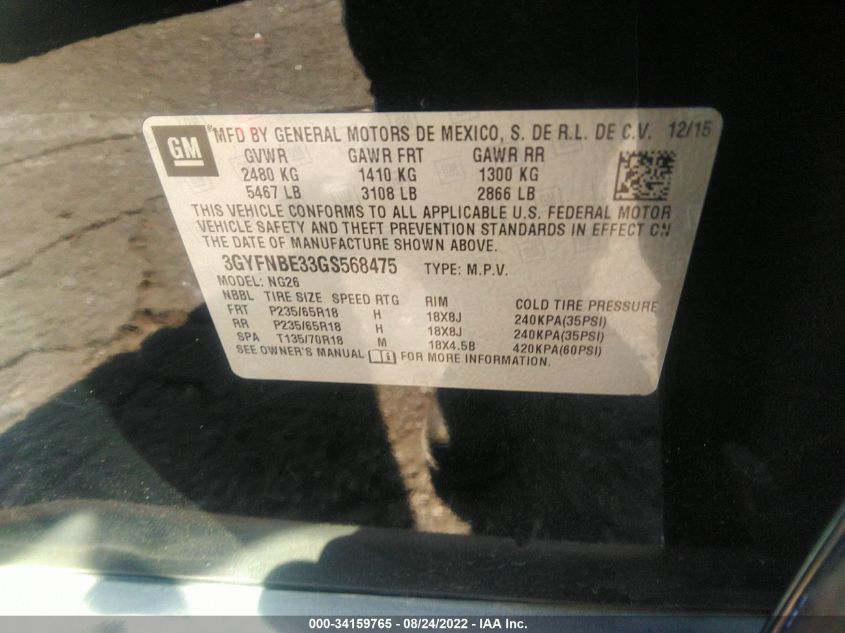 GM ® MFD BY GENERAL MOTORS DE MEXICO, S. DE R.L. DE C.V. 12/15
GVWR GAWR FRT GAWR RR
2480 KG 1410 KG 1300 KG
5467 LB 3108 LB 2866 LB
THIS VEHICLE CONFORMS TO ALL APPLICABLE U.S. FEDERAL MOTOR
VEHICLE SAFETY AND THEFT PREVENTION STANDARDS IN EFFECT ON
THE DATE OF MANUFACTURE SHOWN ABOVE.
3GYFNBE33GS568475 TYPE: M.P.V.
MODEL: NG26
NBBL TIRE SIZE SPEED RTG RIM COLD TIRE PRESSURE
FRT P235/65R18 H 18X8J 240KPA(35PSI)
RR P235/65R18 H 18X8J 240KPA(35PSI)
SPA T135/70R18 M 18X4.5B 420KPA(60PSI)
SEE OWNER'S MANUAL i FOR MORE INFORMATION.
000-34159765 - 08/24/2022 - IAA Inc.